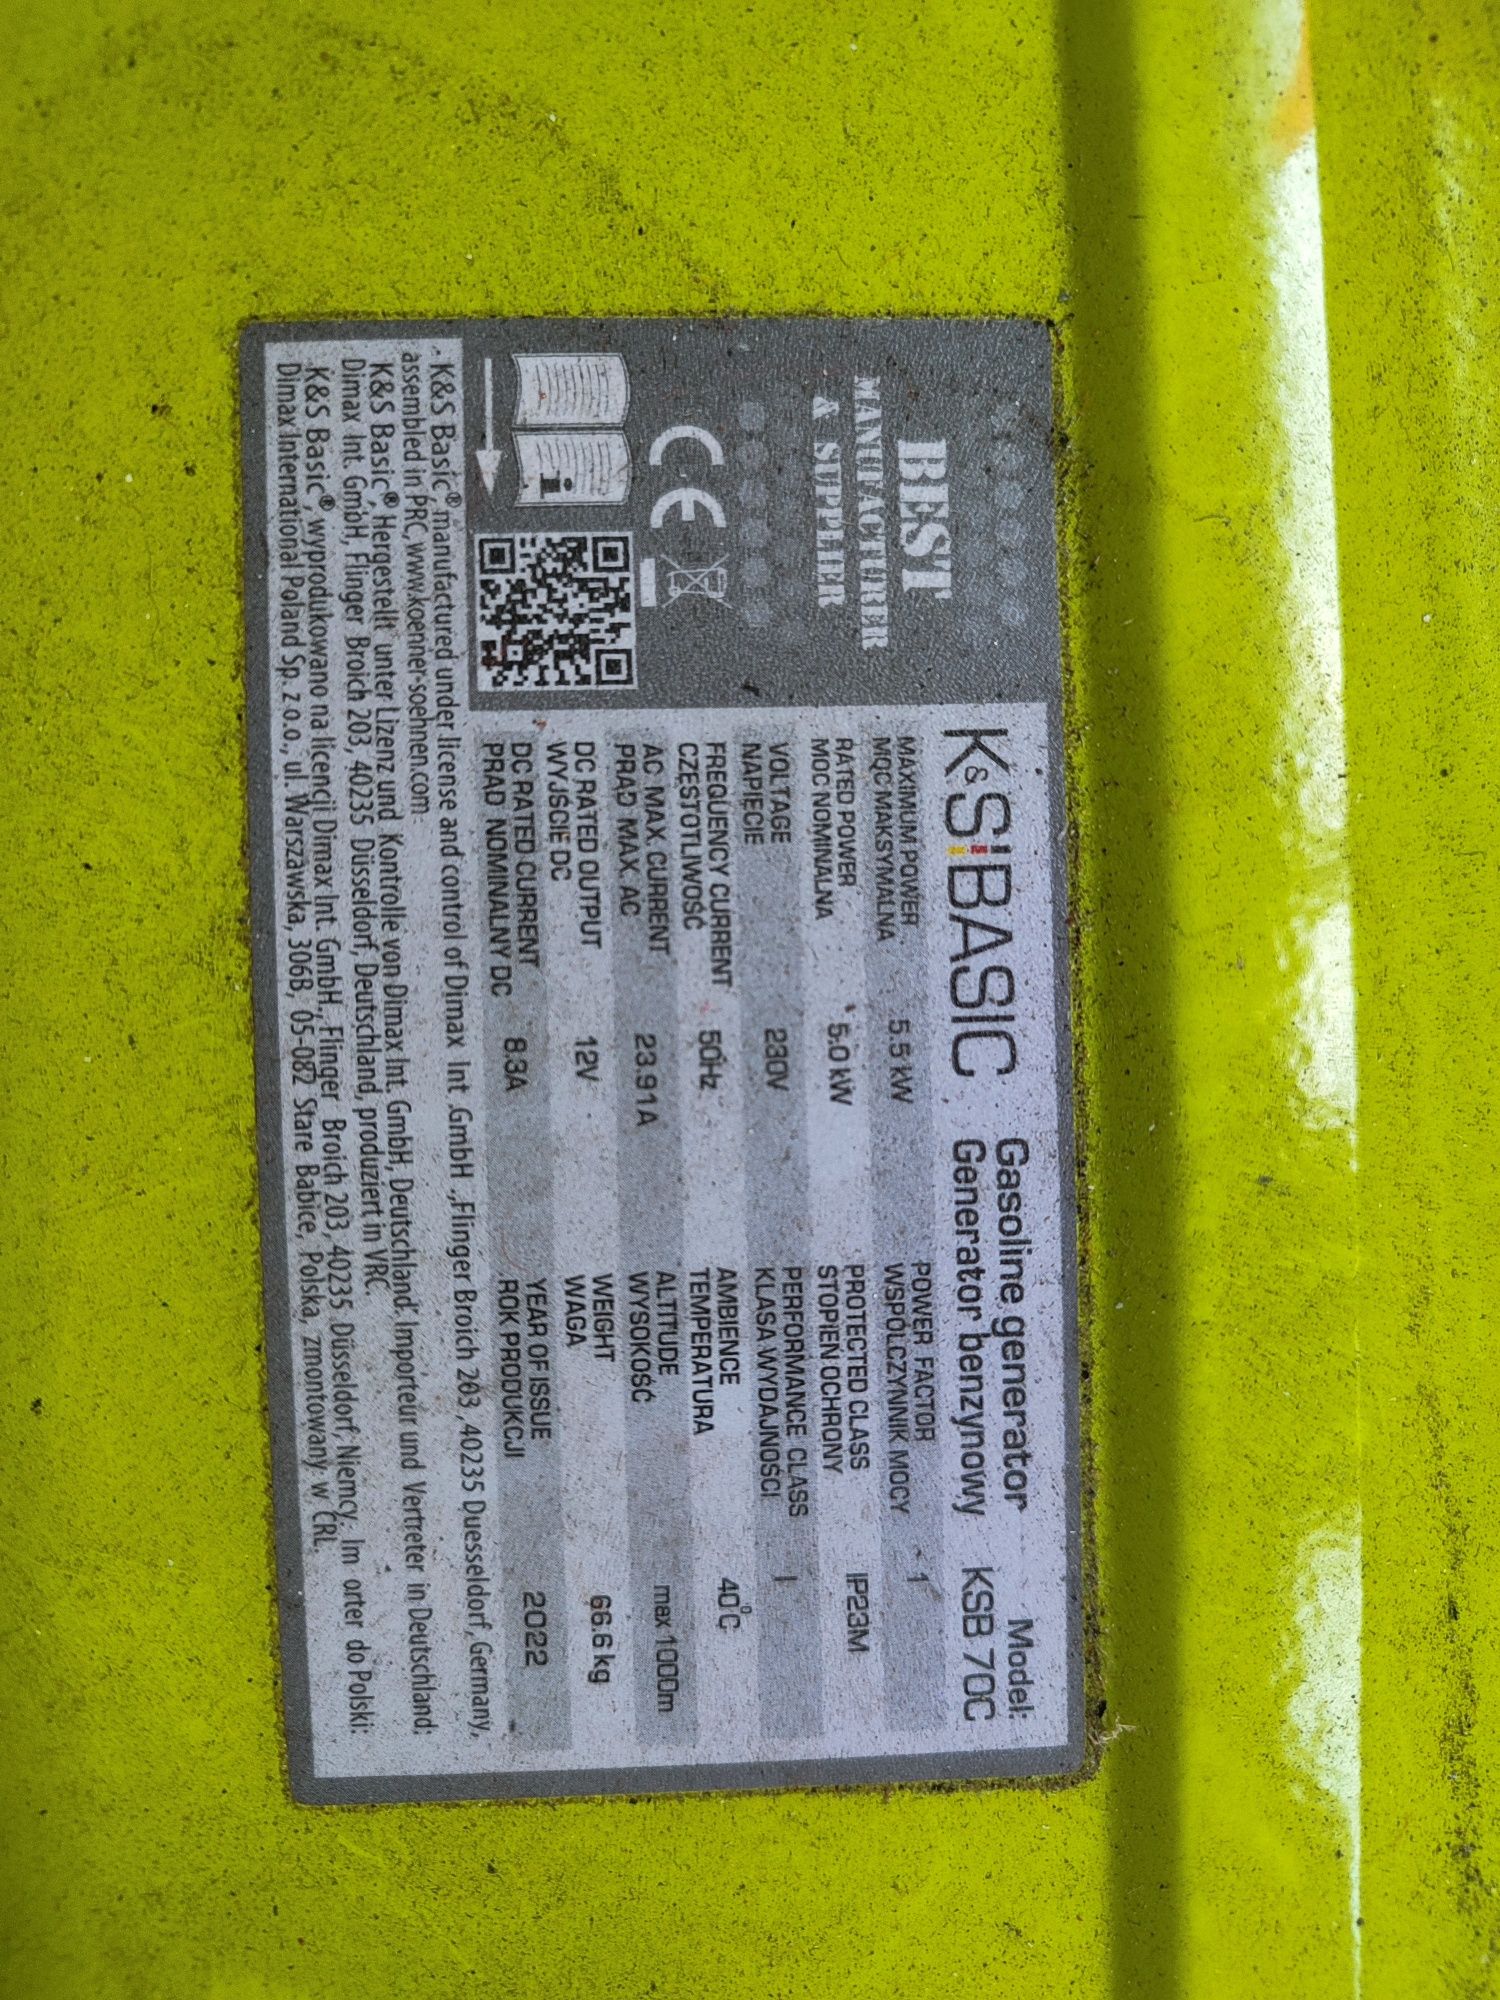 BEST
MANUFACTURER
& SUPPLIER
CE
i
K&S BASIC
Gasoline generator
Generator benzynowy
Model:
KSB 70C
MAXIMUM POWER
MOC MAKSYMALNA
5.5 kW
RATED POWER
MOC NOMINALNA
5.0 kW
VOLTAGE
NAPIĘCIE
230V
FREQUENCY CURRENT
CZĘSTOTLIWOŚĆ
50Hz
AC MAX. CURRENT
PRĄD MAX. AC
23.91A
DC RATED OUTPUT
WYJŚCIE DC
12V
DC RATED CURRENT
PRĄD NOMINALNY DC
8.3A
POWER FACTOR
WSPÓŁCZYNNIK MOCY
1
PROTECTED CLASS
STOPIEŃ OCHRONY
IP23M
PERFORMANCE CLASS
KLASA WYDAJNOŚCI
I
AMBIENCE
TEMPERATURA
40°C
ALTITUDE
WYSOKOŚĆ
max 1000m
WEIGHT
WAGA
66.6 kg
YEAR OF ISSUE
ROK PRODUKCJI
2022
K&S Basic® manufactured under license and control of Dimax Int .GmbH .,Flinger Broich 203 ,40235 Duesseldorf, Germany,
assembled in PRC,www.koenner-soehnen.com.
K&S Basic®, Hergestellt unter Lizenz und Kontrolle von Dimax Int. GmbH, Deutschland. Importeur und Vertreter in Deutschland:
Dimax Int. GmbH, Flinger Broich 203, 40235 Düsseldorf, Deutschland, produziert in VRC.
K&S Basic® wyprodukowano na licencji Dimax Int. GmbH., Flinger Broich 203, 40235 Düsseldorf, Niemcy. Im orter do Polski:
Dimax International Poland Sp. z o.o., ul. Warszawska, 306B, 05-082 Stare Babice, Polska, zmontowany w CRL.